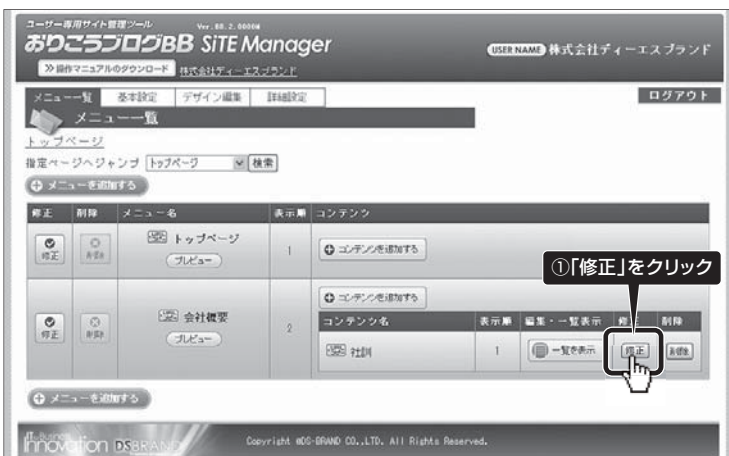 ユーザー専用サイト管理ツール Ver.
おりこうブログBB SiTE Manager
USER NAME 株式会社ディーエスブランド
操作マニュアルのダウンロード 株式会社ディーエスブランド
メニュー一覧 基本設定 デザイン編集 詳細設定 ログアウト
メニュー一覧
トップページ
指定ページへジャンプ トップページ 検索
メニューを追加する
修正 削除 メニュー名 表示順 コンテンツ
修正 削除 トップページ 1 コンテンツを追加する
プレビュー
①「修正」をクリック
コンテンツを追加する
修正 削除 会社概要 2 コンテンツ名 表示順 編集・一覧表示 修正 削除
プレビュー
社訓 1 一覧を表示 修正 削除
メニューを追加する
IT-Business
Innovation DSBRAND Copyright @DS-BRAND CO.,LTD. All Rights Reserved.